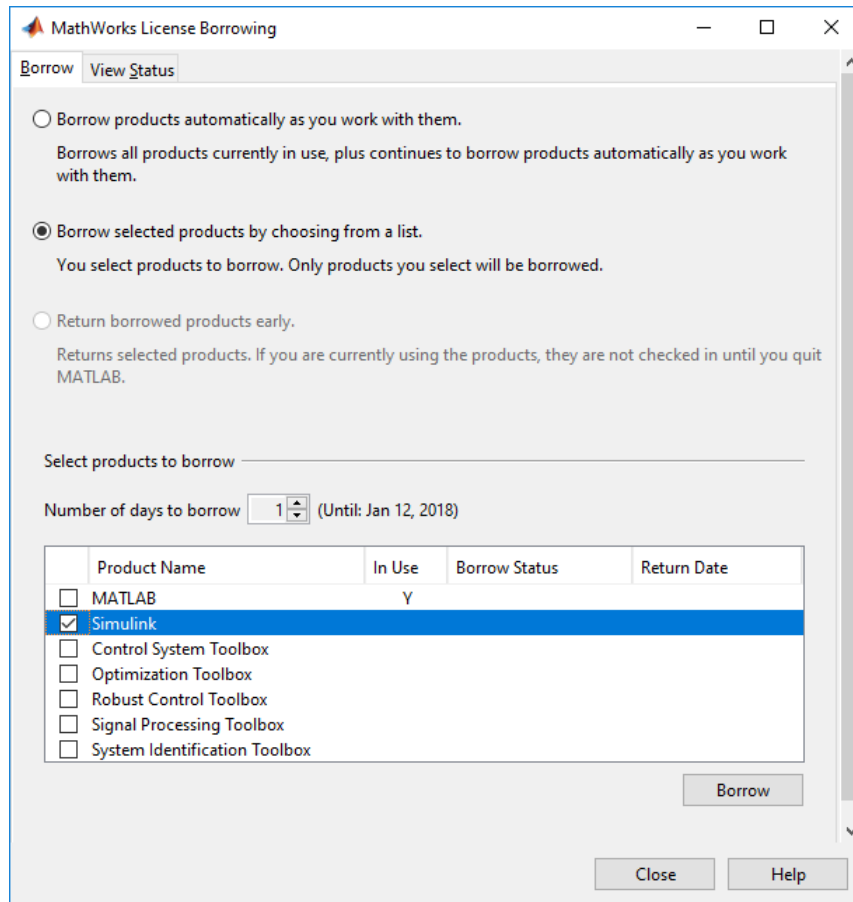 MathWorks License Borrowing
Borrow View Status
Borrow products automatically as you work with them.
Borrows all products currently in use, plus continues to borrow products automatically as you work
with them.
Borrow selected products by choosing from a list.
You select products to borrow. Only products you select will be borrowed.
Return borrowed products early.
Returns selected products. If you are currently using the products, they are not checked in until you quit
MATLAB.
Select products to borrow
Number of days to borrow 1 (Until: Jan 12, 2018)
Product Name In Use Borrow Status Return Date
MATLAB Y
Simulink
Control System Toolbox
Optimization Toolbox
Robust Control Toolbox
Signal Processing Toolbox
System Identification Toolbox
Borrow
Close Help